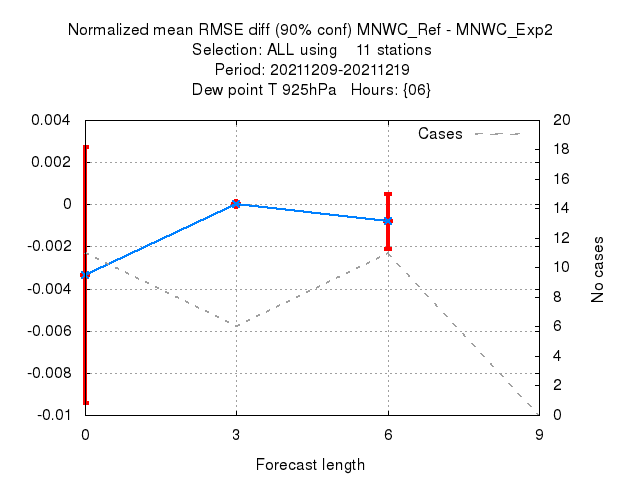 Normalized mean RMSE diff (90% conf) MNWC_Ref - MNWC_Exp2
Selection: ALL using    11 stations
Period: 20211209-20211219
Dew point T 925hPa   Hours: {06}
Cases
0.004
0.002
0
-0.002
-0.004
-0.006
-0.008
-0.01
20
18
16
14
12
10
8
6
4
2
0
No cases
0 3 6 9
Forecast length